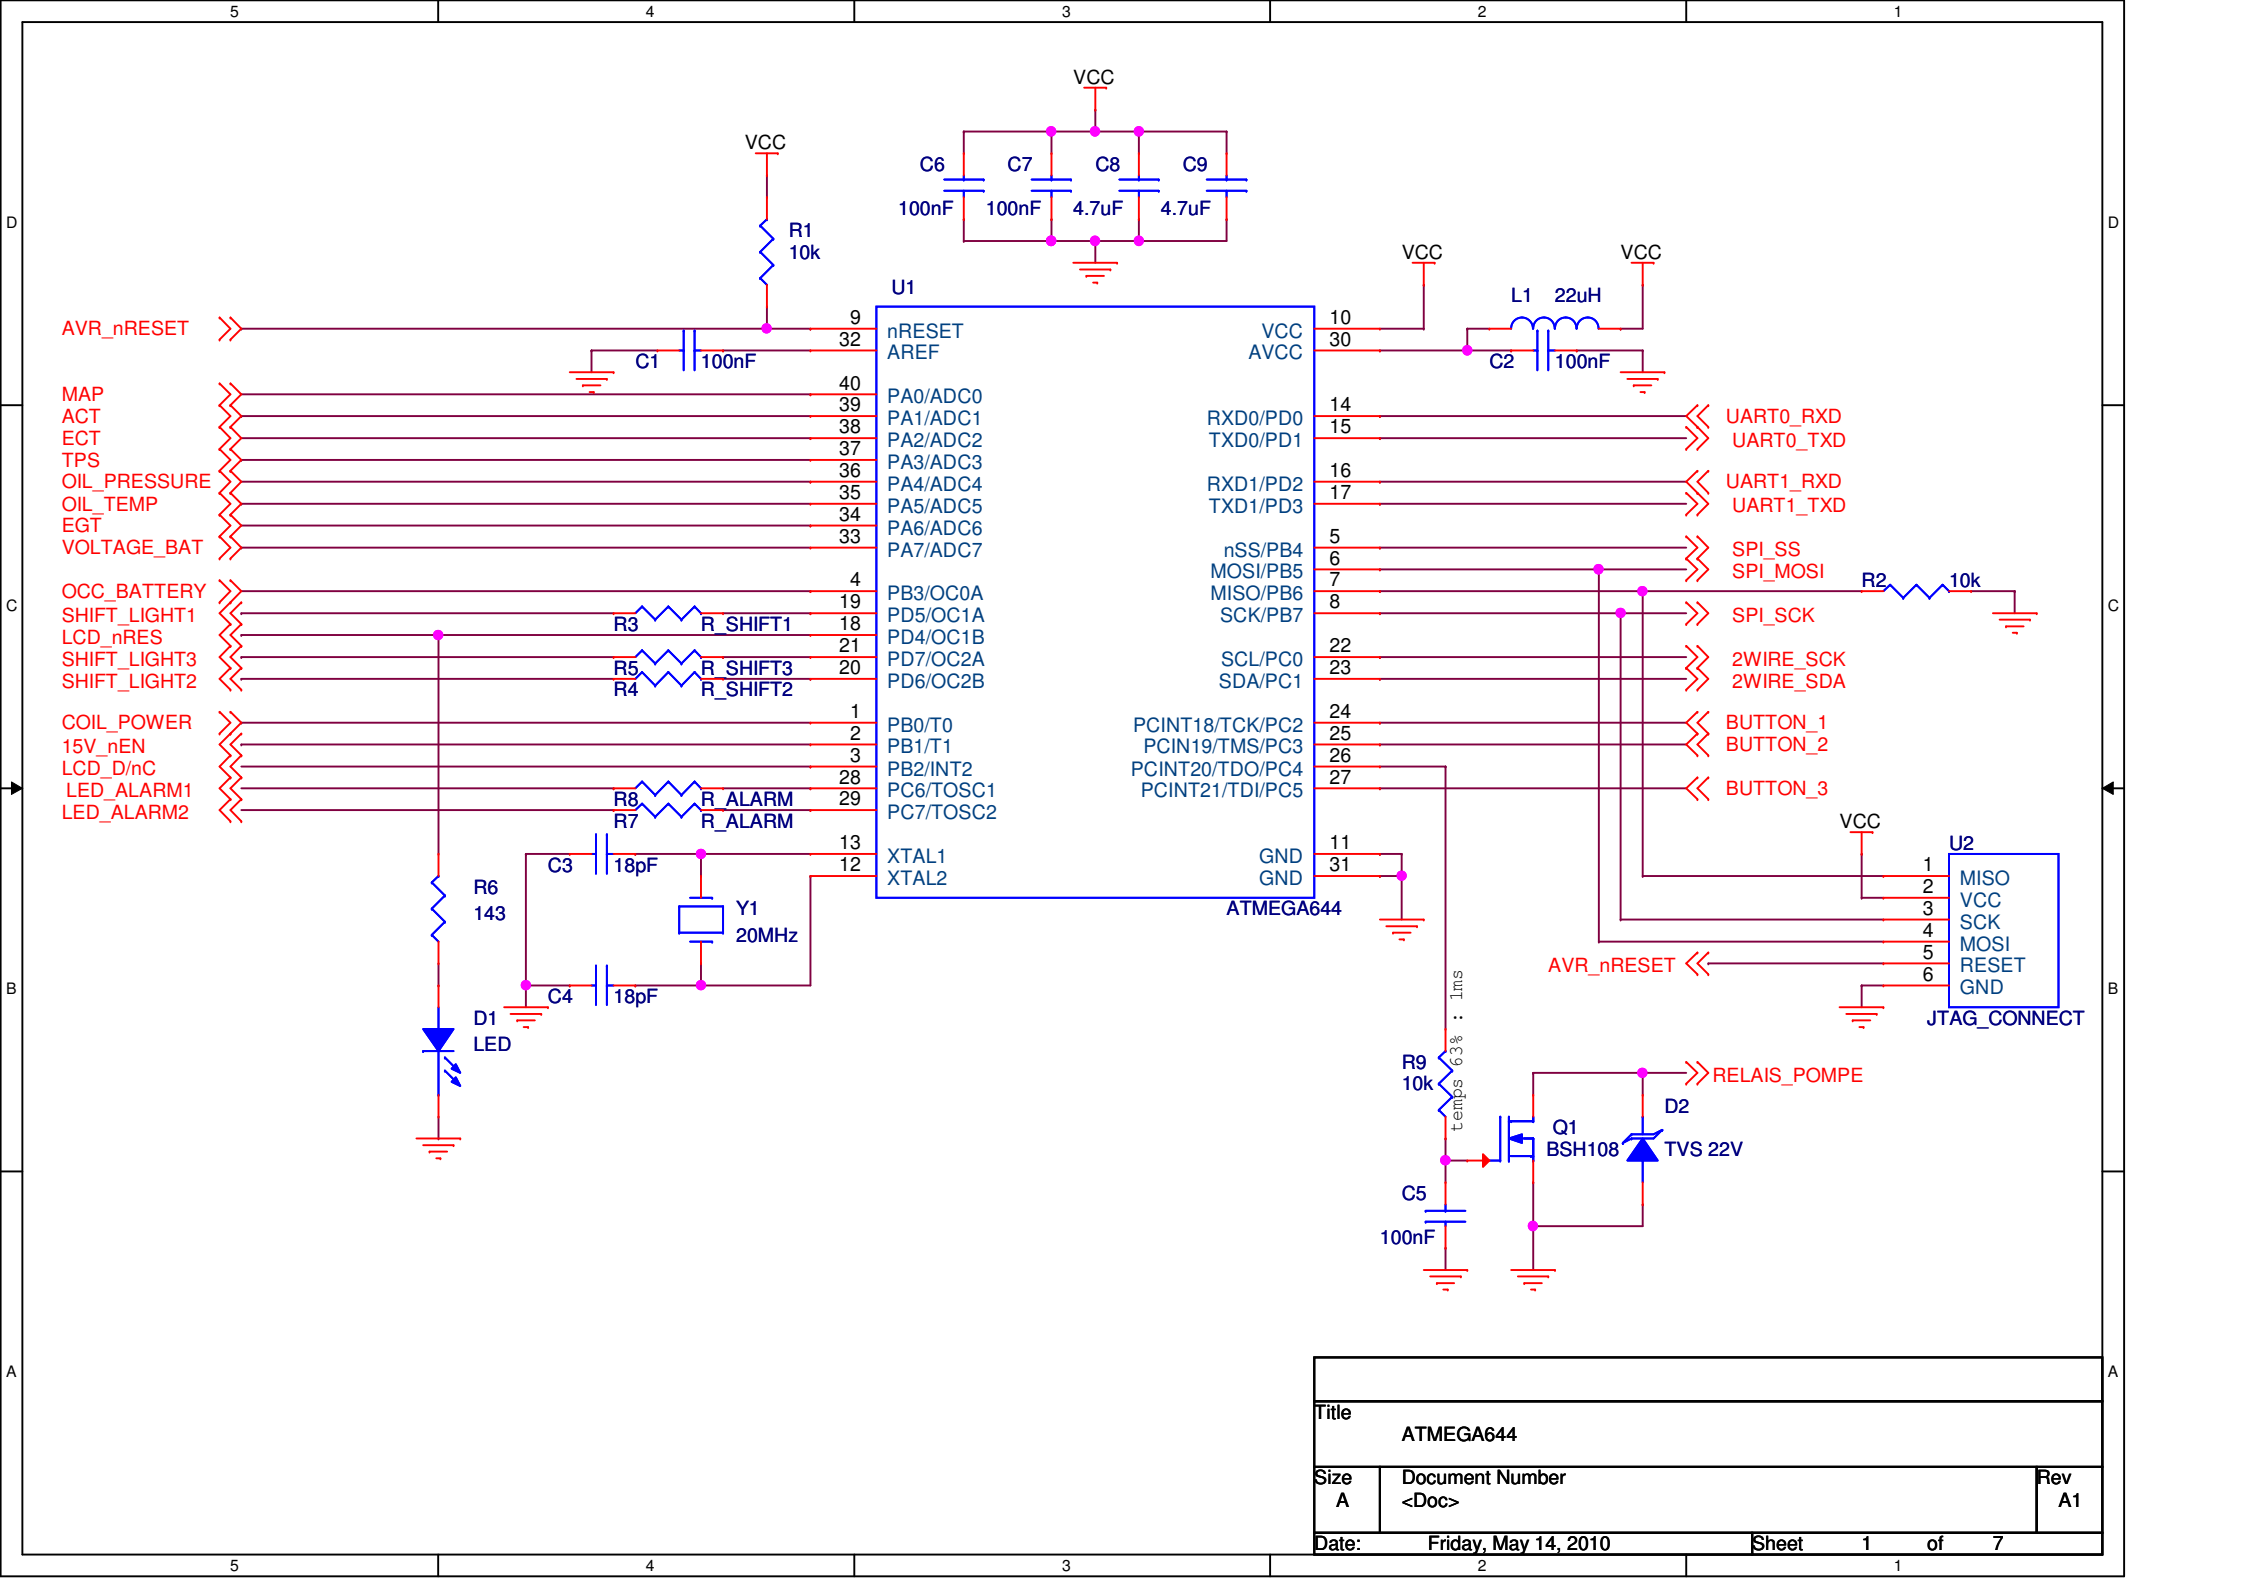 5 4 3 2 1
VCC
VCC
C6 C7 C8 C9
100nF 100nF 4.7uF 4.7uF
D D
R1
10k
VCC VCC
U1
L1 22uH
AVR_nRESET 9 nRESET VCC 10
32 AREF AVCC 30
C1 100nF C2 100nF
MAP 40 PA0/ADC0
ACT 39 PA1/ADC1 RXD0/PD0 14 UART0_RXD
ECT 38 PA2/ADC2 TXD0/PD1 15 UART0_TXD
TPS 37 PA3/ADC3
OIL_PRESSURE 36 PA4/ADC4 RXD1/PD2 16 UART1_RXD
OIL_TEMP 35 PA5/ADC5 TXD1/PD3 17 UART1_TXD
EGT 34 PA6/ADC6
VOLTAGE_BAT 33 PA7/ADC7 nSS/PB4 5 SPI_SS
MOSI/PB5 6 SPI_MOSI
OCC_BATTERY 4 PB3/OC0A MISO/PB6 7 R2 10k
C C
SHIFT_LIGHT1 R3 R_SHIFT1 19 PD5/OC1A SCK/PB7 8 SPI_SCK
LCD_nRES 18 PD4/OC1B
SHIFT_LIGHT3 R5 R_SHIFT3 21 PD7/OC2A SCL/PC0 22 2WIRE_SCK
SHIFT_LIGHT2 R4 R_SHIFT2 20 PD6/OC2B SDA/PC1 23 2WIRE_SDA
COIL_POWER 1 PB0/T0 PCINT18/TCK/PC2 24 BUTTON_1
15V_nEN 2 PB1/T1 PCIN19/TMS/PC3 25 BUTTON_2
LCD_D/nC 3 PB2/INT2 PCINT20/TDO/PC4 26
LED_ALARM1 R8 R_ALARM 28 PC6/TOSC1 PCINT21/TDI/PC5 27 BUTTON_3
LED_ALARM2 R7 R_ALARM 29 PC7/TOSC2
VCC
U2
C3 18pF 13 XTAL1 GND 11
12 XTAL2 GND 31
1 MISO
2 VCC
3 SCK
4 MOSI
AVR_nRESET 5 RESET
6 GND
JTAG_CONNECT
ATMEGA644
R6
143
Y1
20MHz
B B
C4 18pF
D1
LED
temps 63% : 1ms
R9
10k
RELAIS_POMPE
D2
Q1
BSH108 TVS 22V
C5
100nF
A A
Title
ATMEGA644
Size Document Number Rev
A <Doc> A1
Date: Friday, May 14, 2010 Sheet 1 of 7
5 4 3 2 1